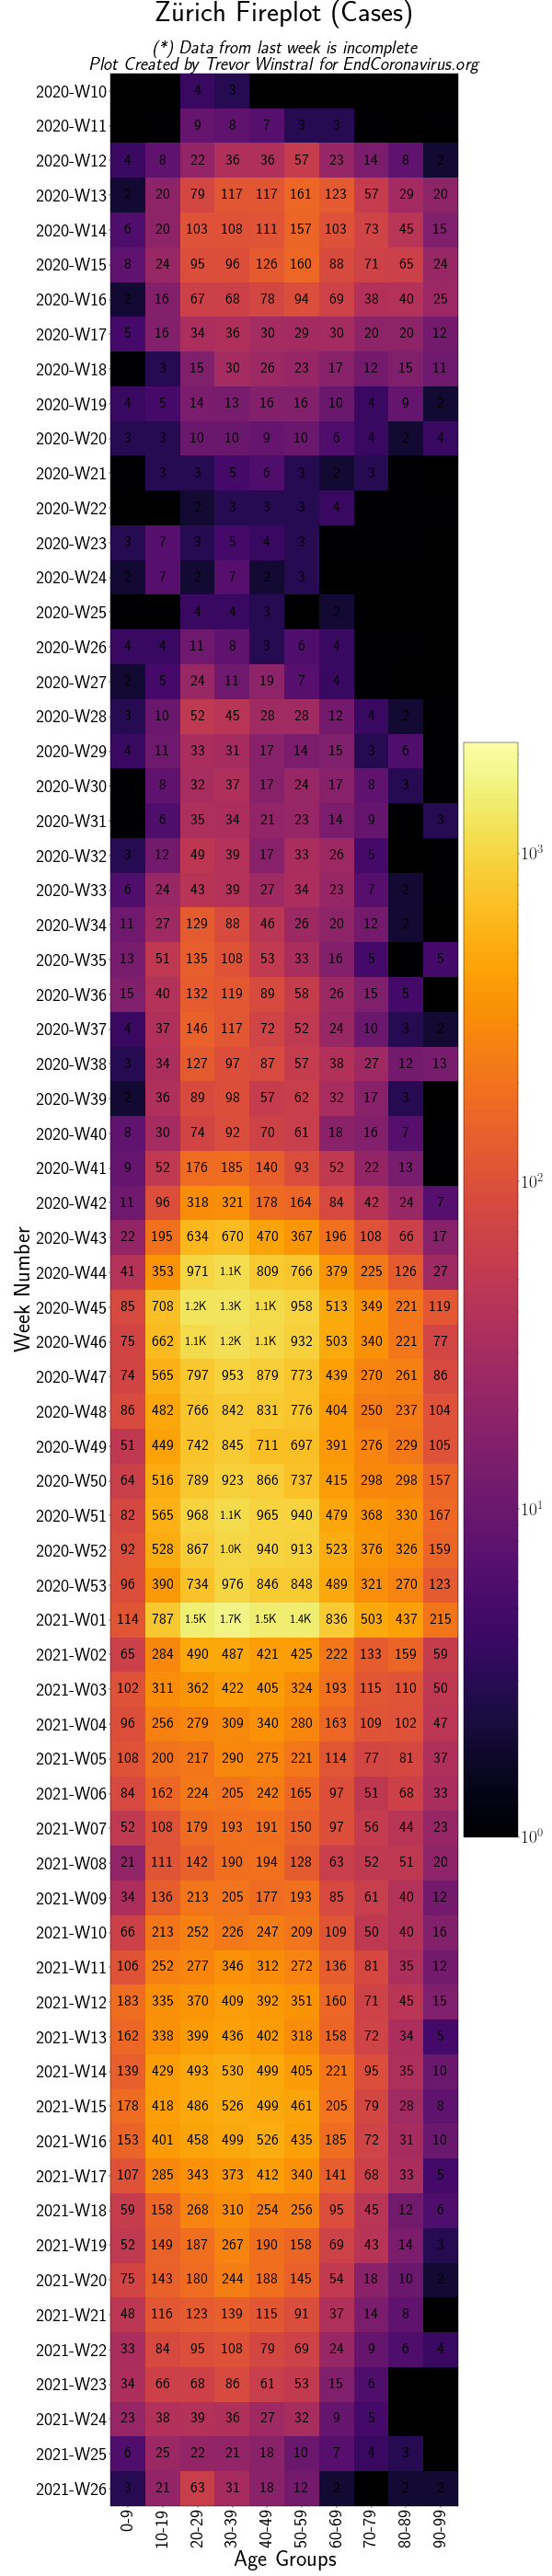 Zürich Fireplot (Cases)
(*) Data from last week is incomplete
Plot Created by Trevor Winstral for EndCoronavirus.org
2020-W10 4 3
2020-W11 9 8 7 3 3
2020-W12 4 8 22 36 36 57 23 14 8 2
2020-W13 2 20 79 117 117 161 123 57 29 20
2020-W14 6 20 103 108 111 157 103 73 45 15
2020-W15 8 24 95 96 126 160 88 71 65 24
2020-W16 2 16 67 68 78 94 69 38 40 25
2020-W17 5 16 34 36 30 29 30 20 20 12
2020-W18 3 15 30 26 23 17 12 15 11
2020-W19 4 5 14 13 16 16 10 4 9 2
2020-W20 3 3 10 10 9 10 6 4 2 4
2020-W21 3 3 5 6 3 2 3
2020-W22 2 3 3 3 4
2020-W23 3 7 3 5 4 3
2020-W24 2 7 2 7 2 3
2020-W25 4 4 3 2
2020-W26 4 4 11 8 3 6 4
2020-W27 2 5 24 11 19 7 4
2020-W28 3 10 52 45 28 28 12 4 2
2020-W29 4 11 33 31 17 14 15 3 6
2020-W30 8 32 37 17 24 17 8 3
2020-W31 6 35 34 21 23 14 9 3
2020-W32 3 12 49 39 17 33 26 5
2020-W33 6 24 43 39 27 34 23 7 2
2020-W34 11 27 129 88 46 26 20 12 2
2020-W35 13 51 135 108 53 33 16 5 5
2020-W36 15 40 132 119 89 58 26 15 5
2020-W37 4 37 146 117 72 52 24 10 3 2
2020-W38 3 34 127 97 87 57 38 27 12 13
2020-W39 2 36 89 98 57 62 32 17 3
2020-W40 8 30 74 92 70 61 18 16 7
2020-W41 9 52 176 185 140 93 52 22 13
2020-W42 11 96 318 321 178 164 84 42 24 7
2020-W43 22 195 634 670 470 367 196 108 66 17
2020-W44 41 353 971 1.1K 809 766 379 225 126 27
2020-W45 85 708 1.2K 1.3K 1.1K 958 513 349 221 119
2020-W46 75 662 1.1K 1.2K 1.1K 932 503 340 221 77
2020-W47 74 565 797 953 879 773 439 270 261 86
2020-W48 86 482 766 842 831 776 404 250 237 104
2020-W49 51 449 742 845 711 697 391 276 229 105
2020-W50 64 516 789 923 866 737 415 298 298 157
2020-W51 82 565 968 1.1K 965 940 479 368 330 167
2020-W52 92 528 867 1.0K 940 913 523 376 326 159
2020-W53 96 390 734 976 846 848 489 321 270 123
2021-W01 114 787 1.5K 1.7K 1.5K 1.4K 836 503 437 215
2021-W02 65 284 490 487 421 425 222 133 159 59
2021-W03 102 311 362 422 405 324 193 115 110 50
2021-W04 96 256 279 309 340 280 163 109 102 47
2021-W05 108 200 217 290 275 221 114 77 81 37
2021-W06 84 162 224 205 242 165 97 51 68 33
2021-W07 52 108 179 193 191 150 97 56 44 23
2021-W08 21 111 142 190 194 128 63 52 51 20
2021-W09 34 136 213 205 177 193 85 61 40 12
2021-W10 66 213 252 226 247 209 109 50 40 16
2021-W11 106 252 277 346 312 272 136 81 35 12
2021-W12 183 335 370 409 392 351 160 71 45 15
2021-W13 162 338 399 436 402 318 158 72 34 5
2021-W14 139 429 493 530 499 405 221 95 35 10
2021-W15 178 418 486 526 499 461 205 79 28 8
2021-W16 153 401 458 499 526 435 185 72 31 10
2021-W17 107 285 343 373 412 340 141 68 33 5
2021-W18 59 158 268 310 254 256 95 45 12 6
2021-W19 52 149 187 267 190 158 69 43 14 3
2021-W20 75 143 180 244 188 145 54 18 10 2
2021-W21 48 116 123 139 115 91 37 14 8
2021-W22 33 84 95 108 79 69 24 9 6 4
2021-W23 34 66 68 86 61 53 15 6
2021-W24 23 38 39 36 27 32 9 5
2021-W25 6 25 22 21 18 10 7 4 3
2021-W26 3 21 63 31 18 12 2 2 2
0-9 10-19 20-29 30-39 40-49 50-59 60-69 70-79 80-89 90-99
Age Groups
Week Number
10³
10²
10¹
10⁰